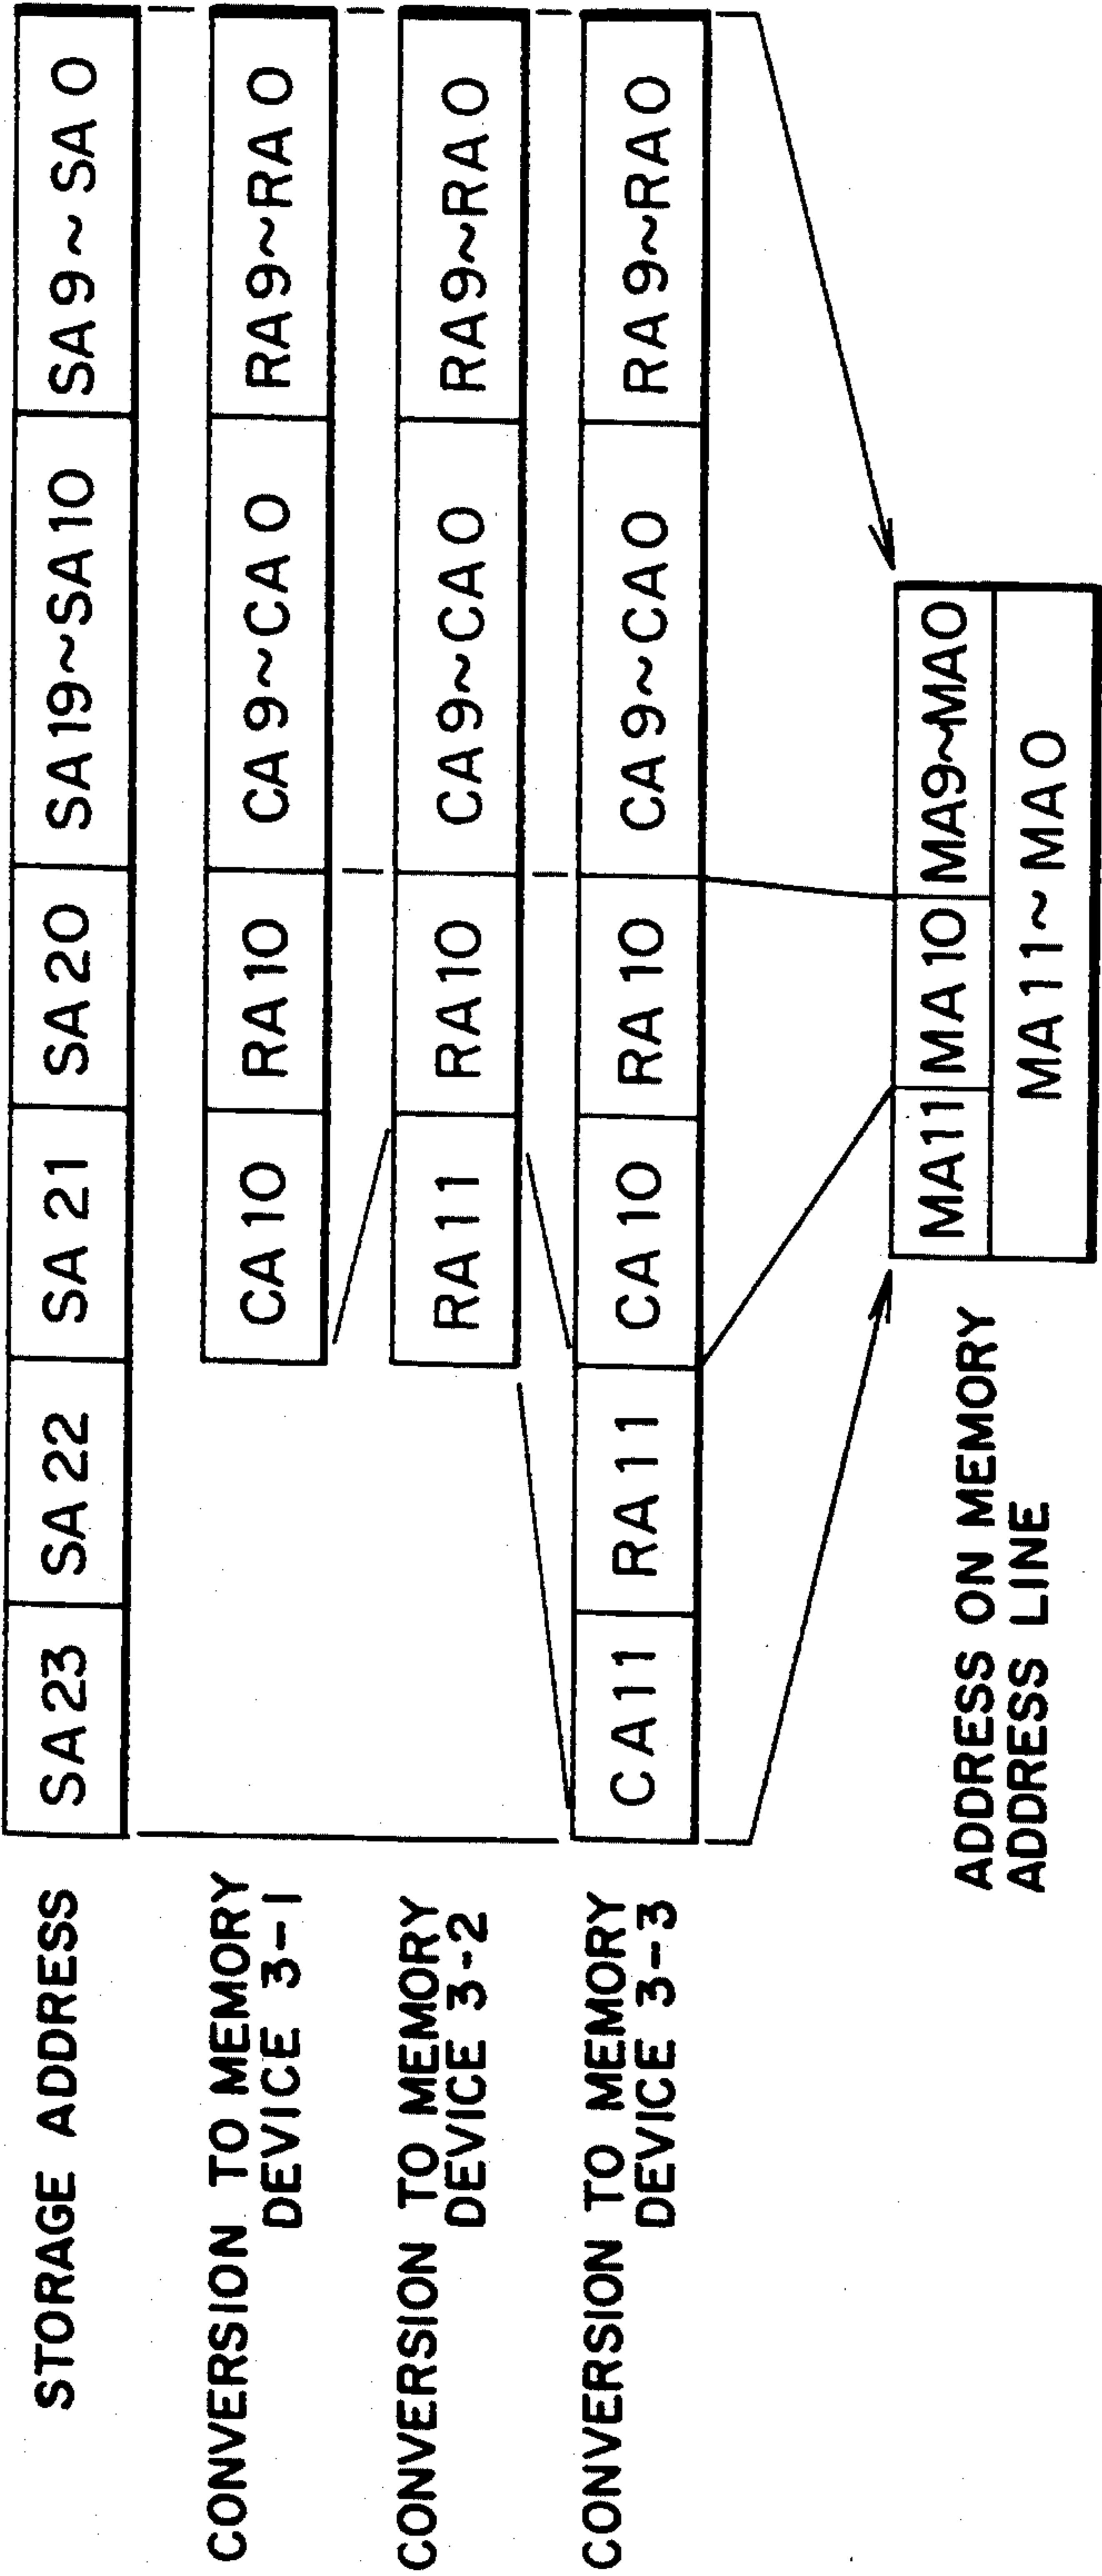 STORAGE ADDRESS
SA23 SA22 SA21 SA20 SA19~SA10 SA9~SA0
CONVERSION TO MEMORY
DEVICE 3-1
CA10 RA10 CA9~CA0 RA9~RA0
CONVERSION TO MEMORY
DEVICE 3-2
RA11 RA10 CA9~CA0 RA9~RA0
CONVERSION TO MEMORY
DEVICE 3-3
CA11 RA11 CA10 RA10 CA9~CA0 RA9~RA0
ADDRESS ON MEMORY
ADDRESS LINE
MA11 MA10 MA9~MA0
MA11~MA0